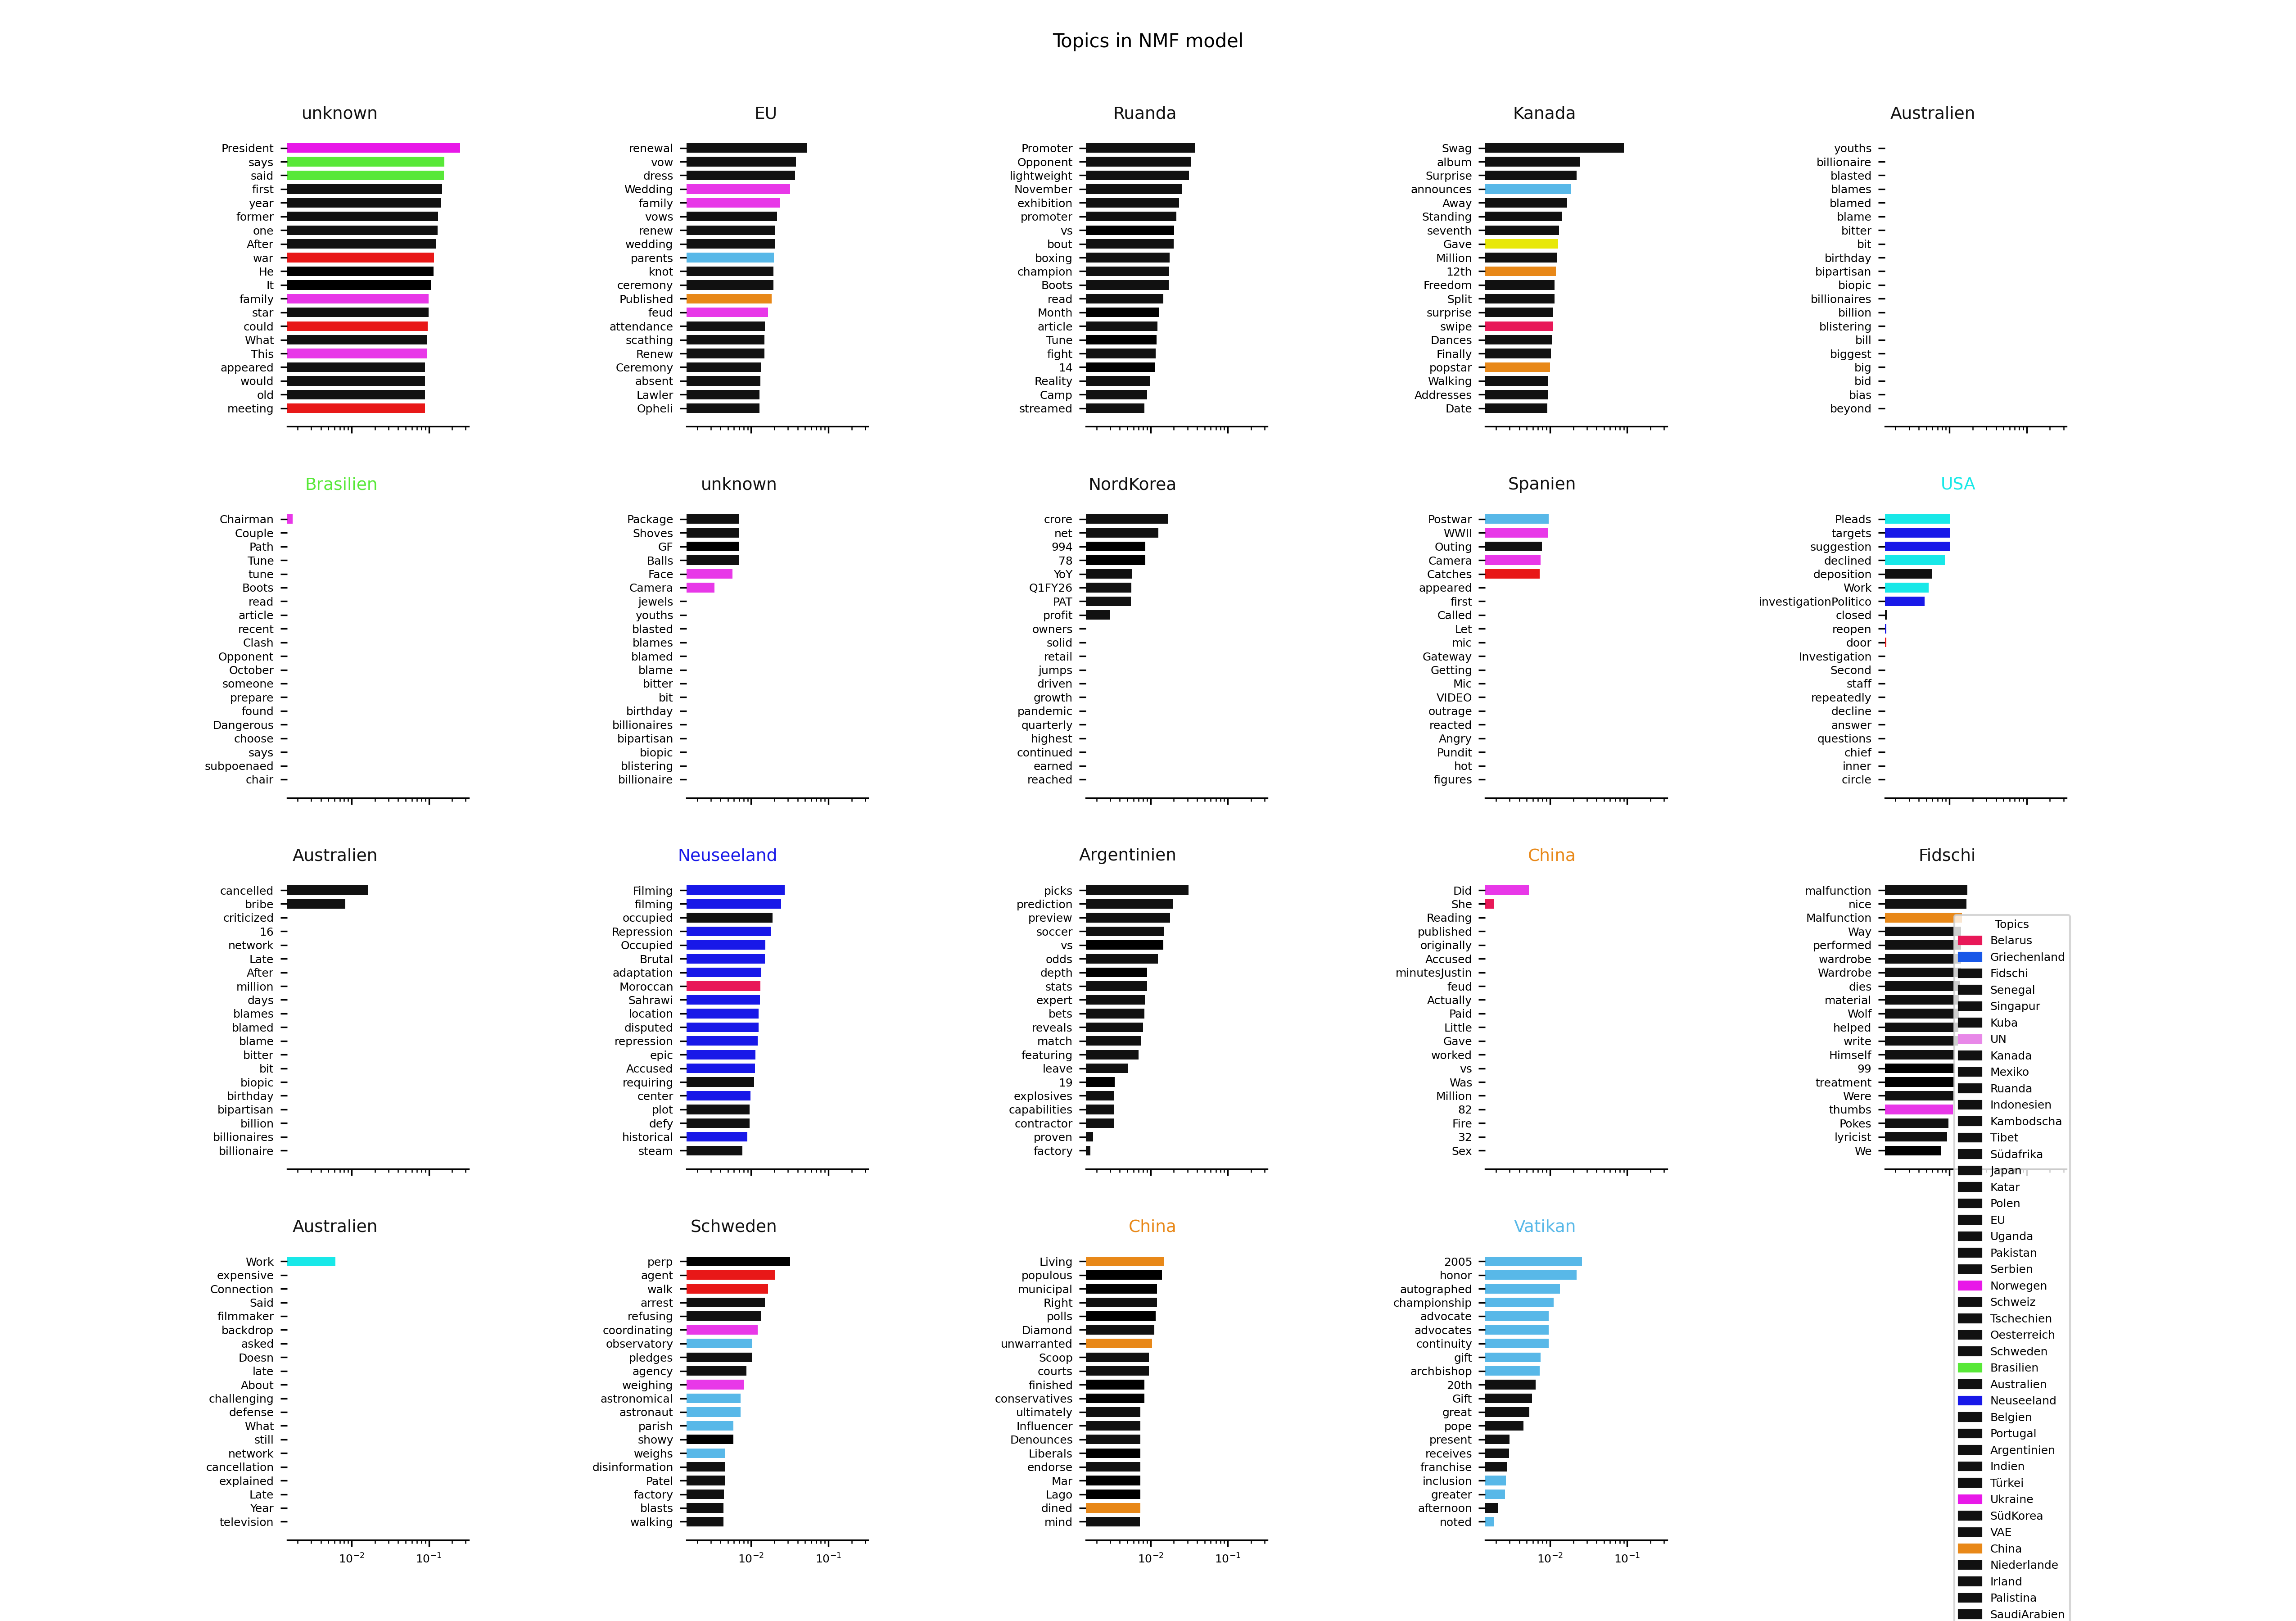 Topics in NMF model
unknown
President
says
said
first
year
former
one
After
war
He
It
family
star
could
What
This
appeared
would
old
meeting
EU
renewal
vow
dress
Wedding
family
vows
renew
wedding
parents
knot
ceremony
Published
feud
attendance
scathing
Renew
Ceremony
absent
Lawler
Opheli
Ruanda
Promoter
Opponent
lightweight
November
exhibition
promoter
vs
bout
boxing
champion
Boots
read
Month
article
Tune
fight
14
Reality
Camp
streamed
Kanada
Swag
album
Surprise
announces
Away
Standing
seventh
Gave
Million
12th
Freedom
Split
surprise
swipe
Dances
Finally
popstar
Walking
Addresses
Date
Australien
youths
billionaire
blasted
blames
blamed
blame
bitter
bit
birthday
bipartisan
biopic
billionaires
billion
blistering
bill
biggest
big
bid
bias
beyond
Brasilien
Chairman
Couple
Path
Tune
tune
Boots
read
article
recent
Clash
Opponent
October
someone
prepare
found
Dangerous
choose
says
subpoenaed
chair
unknown
Package
Shoves
GF
Balls
Face
Camera
jewels
youths
blasted
blames
blamed
blame
bitter
bit
birthday
billionaires
bipartisan
biopic
blistering
billionaire
NordKorea
crore
net
994
78
YoY
Q1FY26
PAT
profit
owners
solid
retail
jumps
driven
growth
pandemic
quarterly
highest
continued
earned
reached
Spanien
Postwar
WWII
Outing
Camera
Catches
appeared
first
Called
Let
mic
Gateway
Getting
Mic
VIDEO
outrage
reacted
Angry
Pundit
hot
figures
USA
Pleads
targets
suggestion
declined
deposition
Work
investigationPolitico
closed
reopen
door
Investigation
Second
staff
repeatedly
decline
answer
questions
chief
inner
circle
Australien
cancelled
bribe
criticized
16
network
Late
After
million
days
blames
blamed
blame
bitter
bit
biopic
birthday
bipartisan
billion
billionaires
billionaire
Neuseeland
Filming
filming
occupied
Repression
Occupied
Brutal
adaptation
Moroccan
Sahrawi
location
disputed
repression
epic
Accused
requiring
center
plot
defy
historical
steam
Argentinien
picks
prediction
preview
soccer
vs
odds
depth
stats
expert
bets
reveals
match
featuring
leave
19
explosives
capabilities
contractor
proven
factory
China
Did
She
Reading
published
originally
Accused
minutesJustin
feud
Actually
Paid
Little
Gave
worked
vs
Was
Million
82
Fire
32
Sex
Fidschi
malfunction
nice
Malfunction
Way
performed
wardrobe
Wardrobe
dies
material
Wolf
helped
write
Himself
99
treatment
Were
thumbs
Pokes
lyricist
We
Australien
Work
expensive
Connection
Said
filmmaker
backdrop
asked
Doesn
late
About
challenging
defense
What
still
network
cancellation
explained
Late
Year
television
10⁻² 10⁻¹
Schweden
perp
agent
walk
arrest
refusing
coordinating
observatory
pledges
agency
weighing
astronomical
astronaut
parish
showy
weighs
disinformation
Patel
factory
blasts
walking
10⁻² 10⁻¹
China
Living
populous
municipal
Right
polls
Diamond
unwarranted
Scoop
courts
finished
conservatives
ultimately
Influencer
Denounces
Liberals
endorse
Mar
Lago
dined
mind
10⁻² 10⁻¹
Vatikan
2005
honor
autographed
championship
advocate
advocates
continuity
gift
archbishop
20th
Gift
great
pope
present
receives
franchise
inclusion
greater
afternoon
noted
10⁻² 10⁻¹
Topics
Belarus
Griechenland
Fidschi
Senegal
Singapur
Kuba
UN
Kanada
Mexiko
Ruanda
Indonesien
Kambodscha
Tibet
Südafrika
Japan
Katar
Polen
EU
Uganda
Pakistan
Serbien
Norwegen
Schweiz
Tschechien
Oesterreich
Schweden
Brasilien
Australien
Neuseeland
Belgien
Portugal
Argentinien
Indien
Türkei
Ukraine
SüdKorea
VAE
China
Niederlande
Irland
Palistina
SaudiArabien